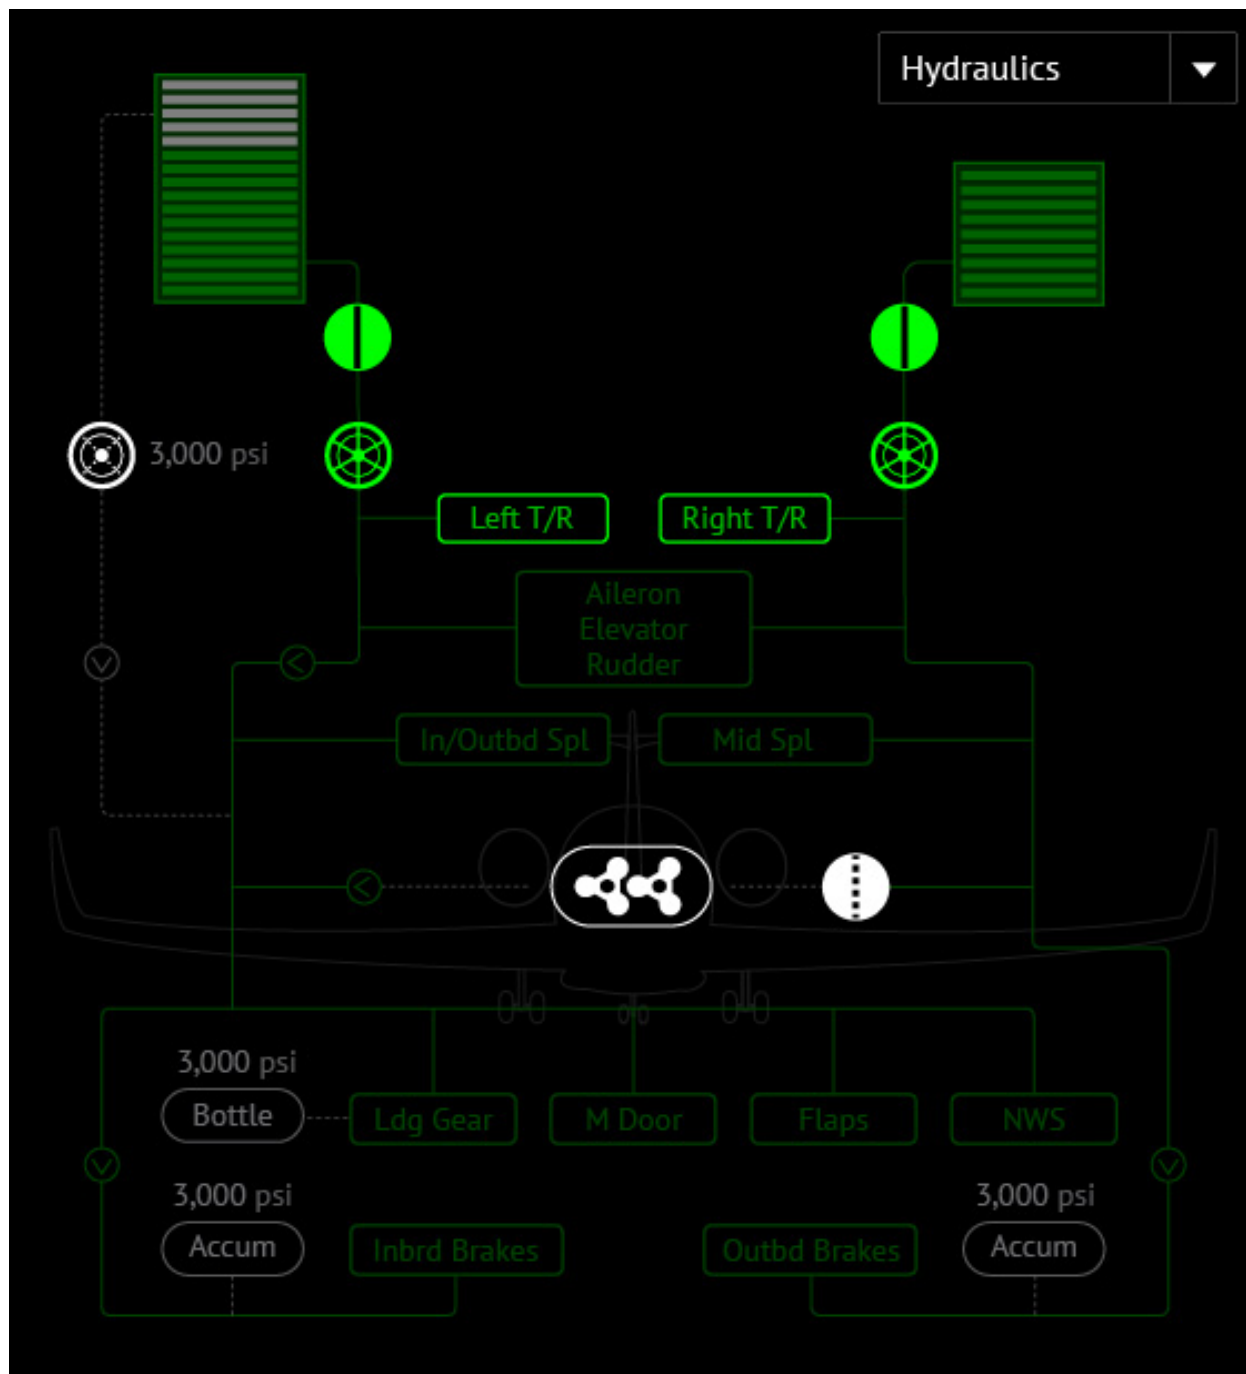 Hydraulics
3,000 psi
Left T/R
Right T/R
Aileron
Elevator
Rudder
In/Outbd Spl
Mid Spl
3,000 psi
Bottle
Ldg Gear
M Door
Flaps
NWS
3,000 psi
3,000 psi
Accum
Inbrd Brakes
Outbd Brakes
Accum